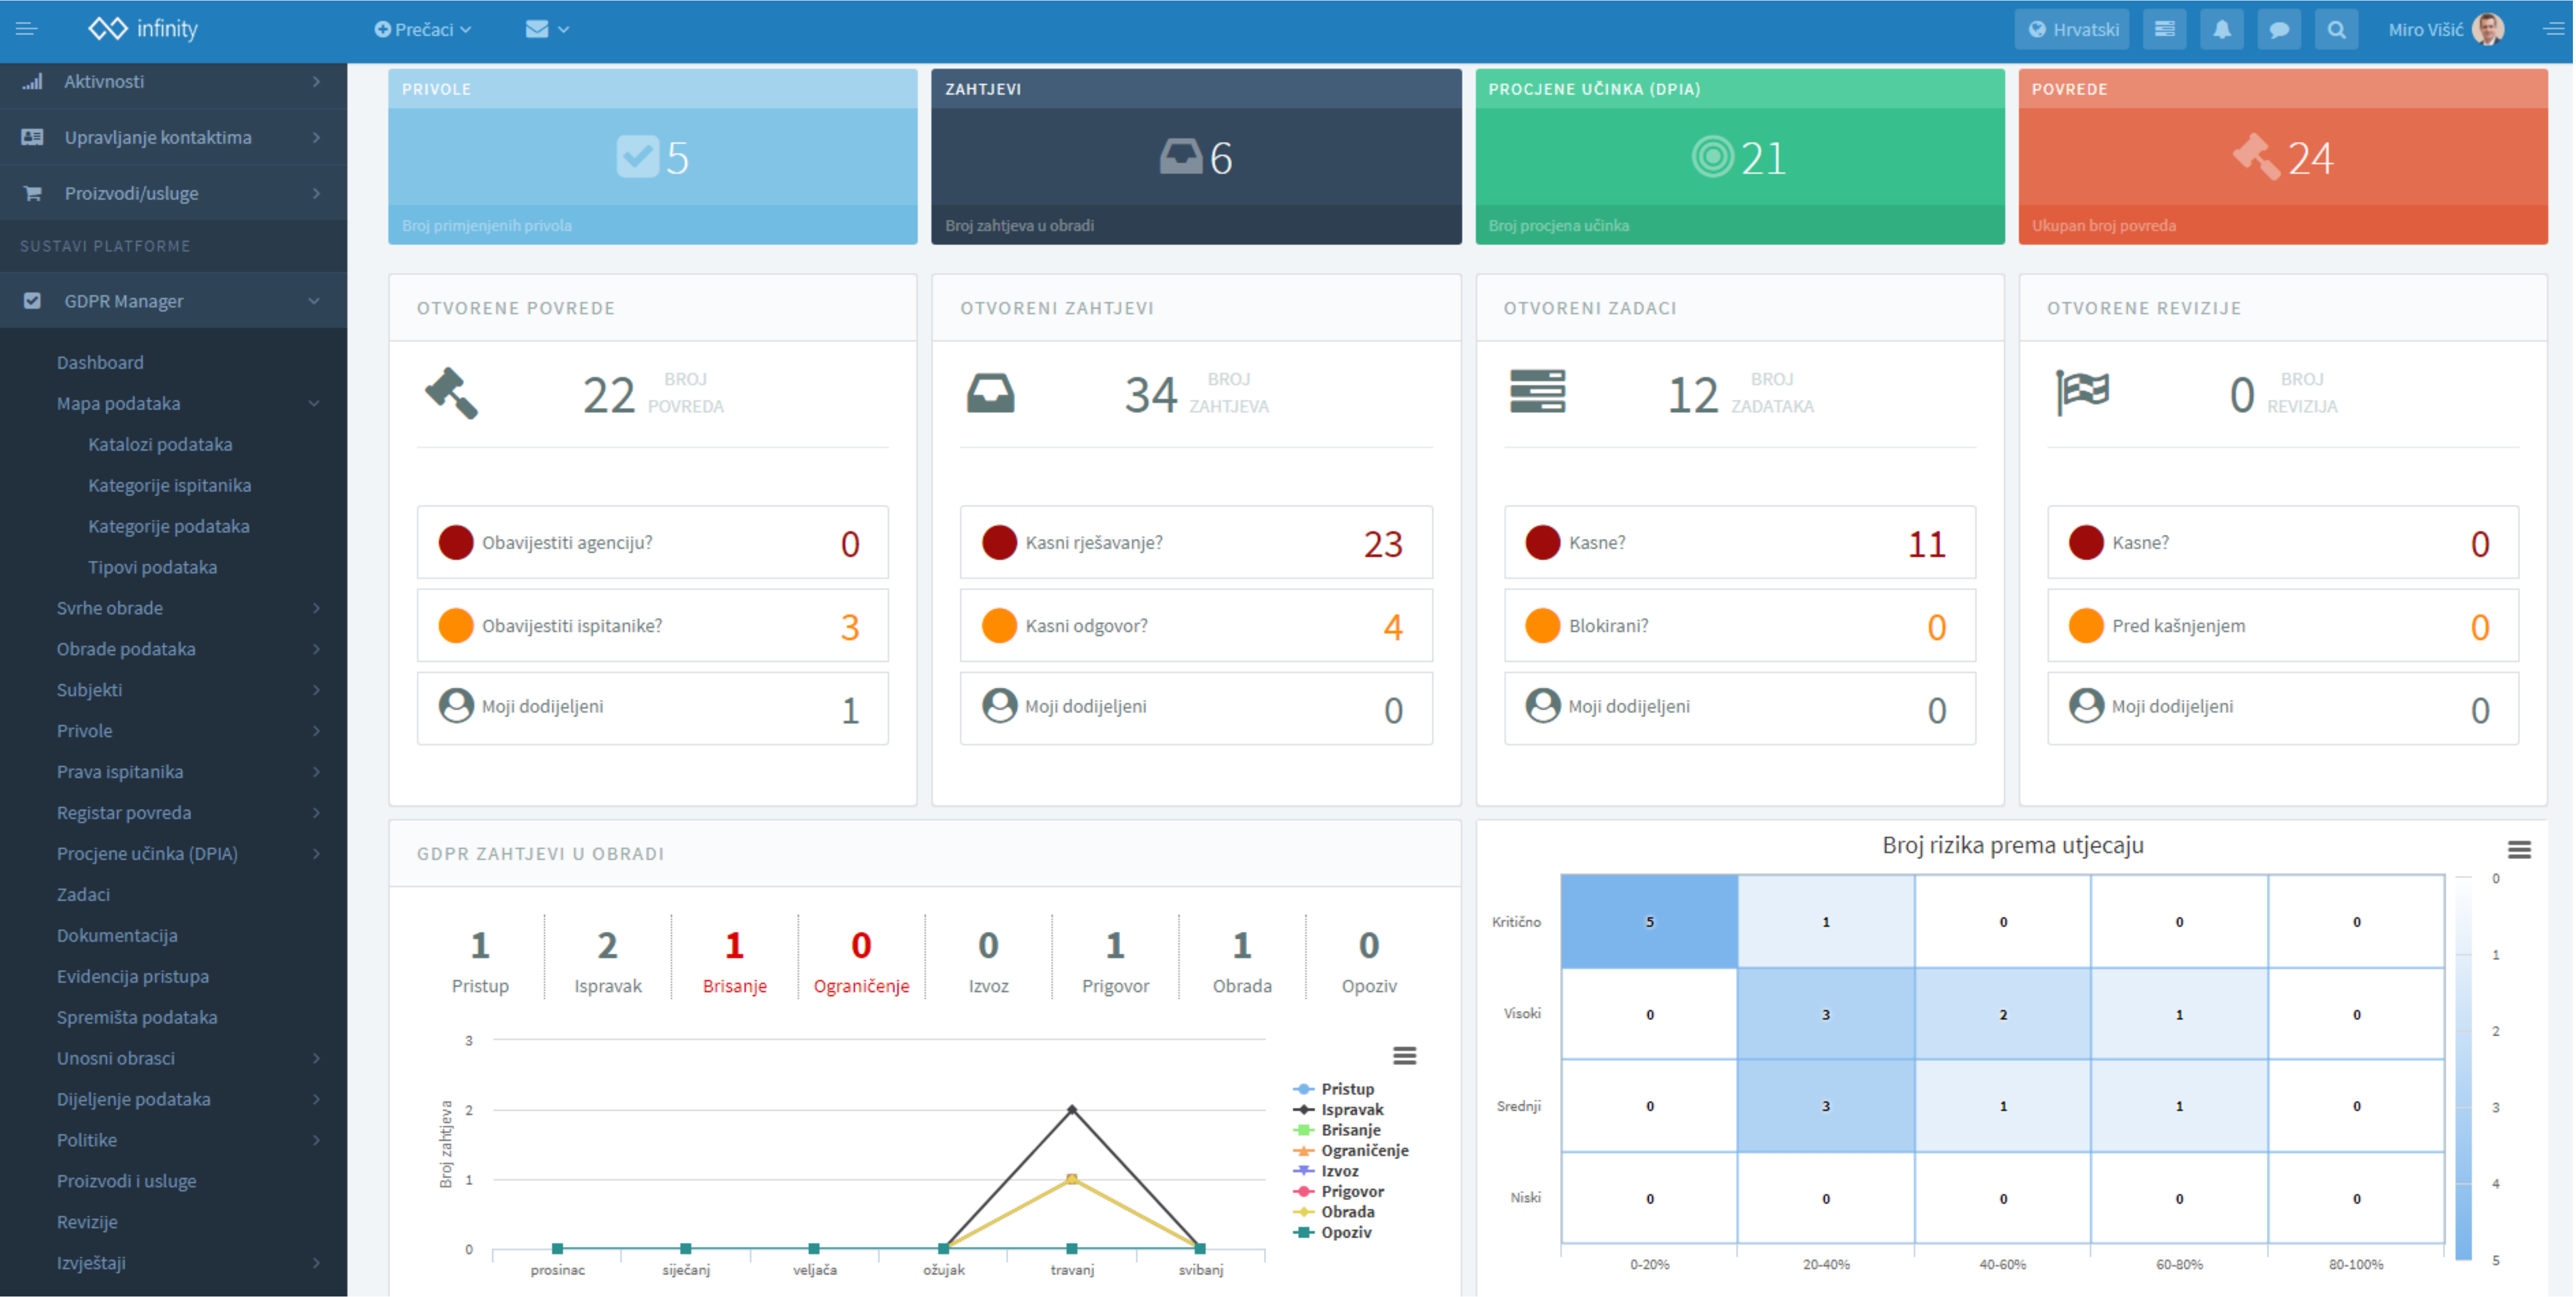 infinity
Prečaci
Hrvatski
Miro Višić
Aktivnosti
Upravljanje kontaktima
Proizvodi/usluge
SUSTAVI PLATFORME
GDPR Manager
Dashboard
Mapa podataka
Katalozi podataka
Kategorije ispitanika
Kategorije podataka
Tipovi podataka
Svrhe obrade
Obrade podataka
Subjekti
Privole
Prava ispitanika
Registar povreda
Procjene učinka (DPIA)
Zadaci
Dokumentacija
Evidencija pristupa
Spremišta podataka
Unosni obrasci
Dijeljenje podataka
Politike
Proizvodi i usluge
Revizije
Izvještaji
PRIVOLE
5
Broj primjenjenih privola
ZAHTJEVI
6
Broj zahtjeva u obradi
PROCJENE UČINKA (DPIA)
21
Broj procjena učinka
POVREDE
24
Ukupan broj povreda
OTVORENE POVREDE
22 BROJ
POVREDA
Obavijestiti agenciju? 0
Obavijestiti ispitanike? 3
Moji dodijeljeni 1
OTVORENI ZAHTJEVI
34 BROJ
ZAHTJEVA
Kasni rješavanje? 23
Kasni odgovor? 4
Moji dodijeljeni 0
OTVORENI ZADACI
12 BROJ
ZADATAKA
Kasne? 11
Blokirani? 0
Moji dodijeljeni 0
OTVORENE REVIZIJE
0 BROJ
REVIZIJA
Kasne? 0
Pred kašnjenjem 0
Moji dodijeljeni 0
GDPR ZAHTJEVI U OBRADI
1 2 1 0 0 1 1 0
Pristup Ispravak Brisanje Ograničenje Izvoz Prigovor Obrada Opoziv
Broj zahtjeva
3
2
1
0
prosinac siječanj veljača ožujak travanj svibanj
Pristup
Ispravak
Brisanje
Ograničenje
Izvoz
Prigovor
Obrada
Opoziv
Broj rizika prema utjecaju
Kritično 5 1 0 0 0
Visoki 0 3 2 1 0
Srednji 0 3 1 1 0
Niski 0 0 0 0 0
0-20% 20-40% 40-60% 60-80% 80-100%
0
1
2
3
4
5